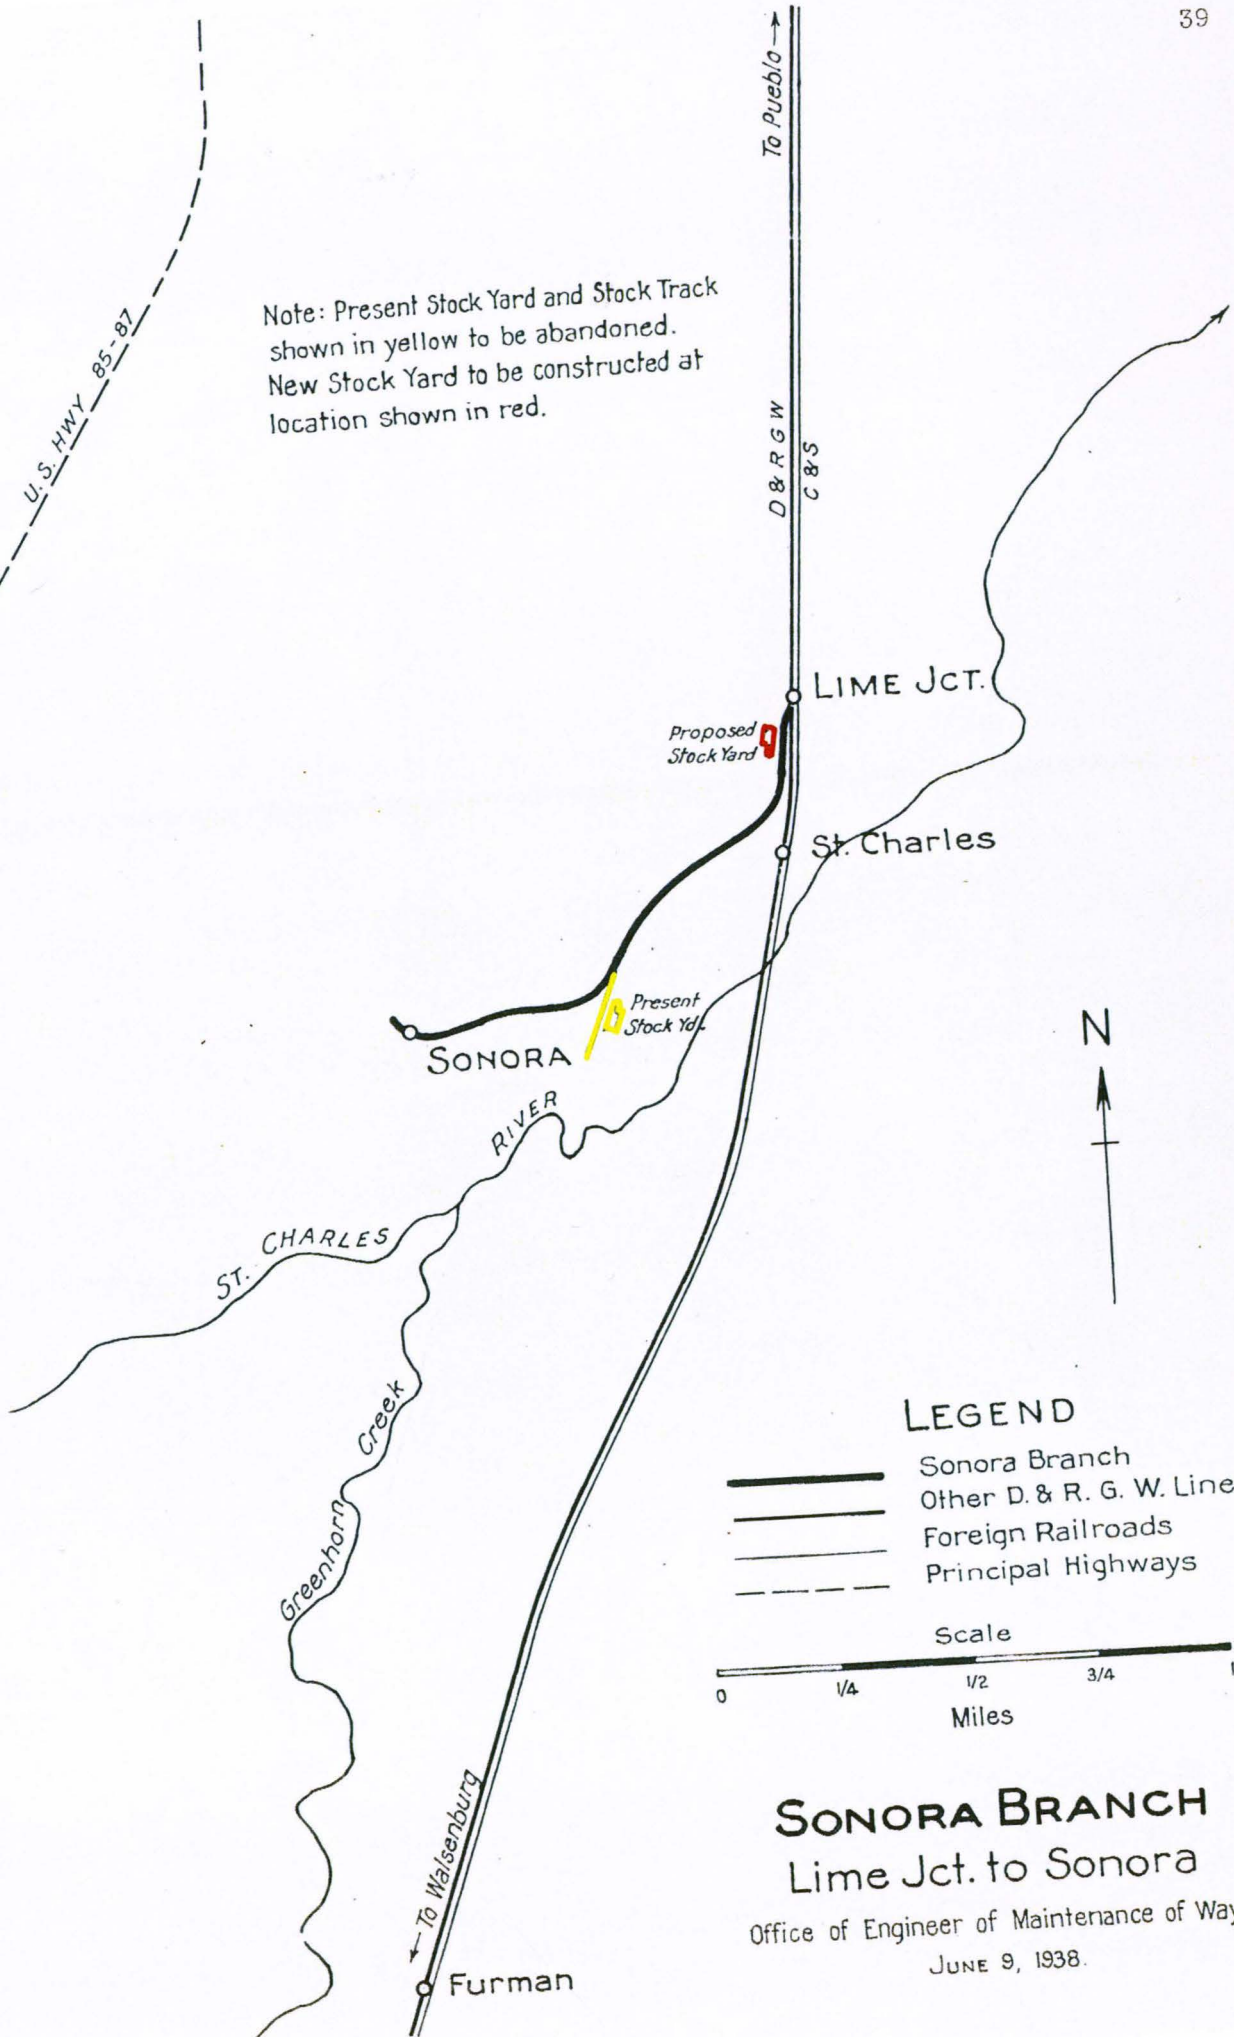 39
To Pueblo
Note: Present Stock Yard and Stock Track
shown in yellow to be abandoned.
New Stock Yard to be constructed at
location shown in red.
U.S. HWY 85-87
D & R G W
C & S
LIME JCT.
Proposed
Stock Yard
St. Charles
Present
Stock Yd.
SONORA
N
ST. CHARLES RIVER
Greenhorn Creek
LEGEND
Sonora Branch
Other D. & R. G. W. Line
Foreign Railroads
Principal Highways
Scale
0 1/4 1/2 3/4 1
Miles
To Walsenburg
SONORA BRANCH
Lime Jct. to Sonora
Office of Engineer of Maintenance of Way
JUNE 9, 1938.
Furman